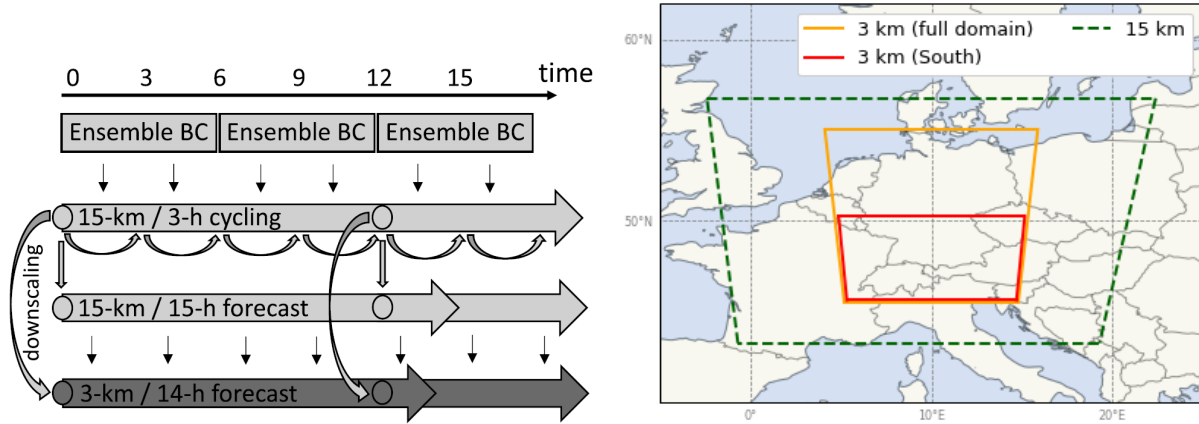 0 3 6 9 12 15 time
Ensemble BC Ensemble BC Ensemble BC
15-km / 3-h cycling
downscaling
15-km / 15-h forecast
3-km / 14-h forecast
3 km (full domain) 15 km
3 km (South)
60°N
50°N
0° 10°E 20°E